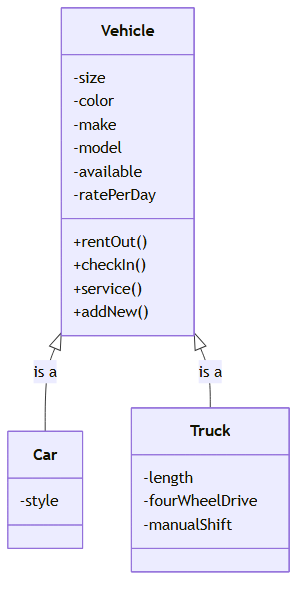 Vehicle
-size
-color
-make
-model
-available
-ratePerDay
+rentOut()
+checkIn()
+service()
+addNew()
is a
is a
Car
-style
Truck
-length
-fourWheelDrive
-manualShift